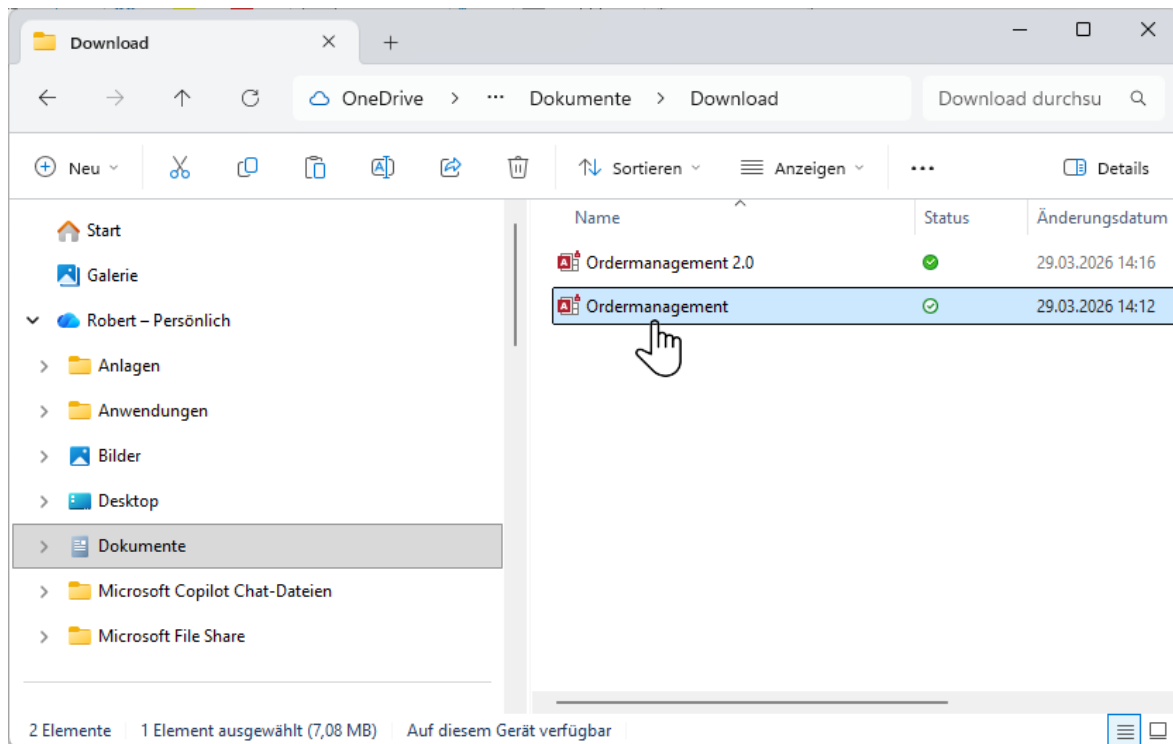 Download
OneDrive > ... Dokumente > Download
Download durchsu
Neu
Sortieren
Anzeigen
...
Details
Start
Galerie
Robert – Persönlich
Anlagen
Anwendungen
Bilder
Desktop
Dokumente
Microsoft Copilot Chat-Dateien
Microsoft File Share
Name Status Änderungsdatum
Ordermanagement 2.0 29.03.2026 14:16
Ordermanagement 29.03.2026 14:12
2 Elemente 1 Element ausgewählt (7,08 MB) Auf diesem Gerät verfügbar